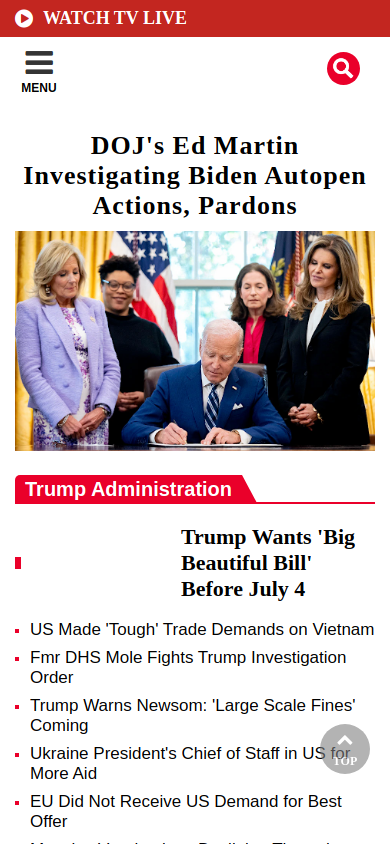 WATCH TV LIVE
MENU
DOJ's Ed Martin
Investigating Biden Autopen
Actions, Pardons
Trump Administration
Trump Wants 'Big
Beautiful Bill'
Before July 4
US Made 'Tough' Trade Demands on Vietnam
Fmr DHS Mole Fights Trump Investigation
Order
Trump Warns Newsom: 'Large Scale Fines'
Coming
Ukraine President's Chief of Staff in US for
More Aid
TOP
EU Did Not Receive US Demand for Best
Offer